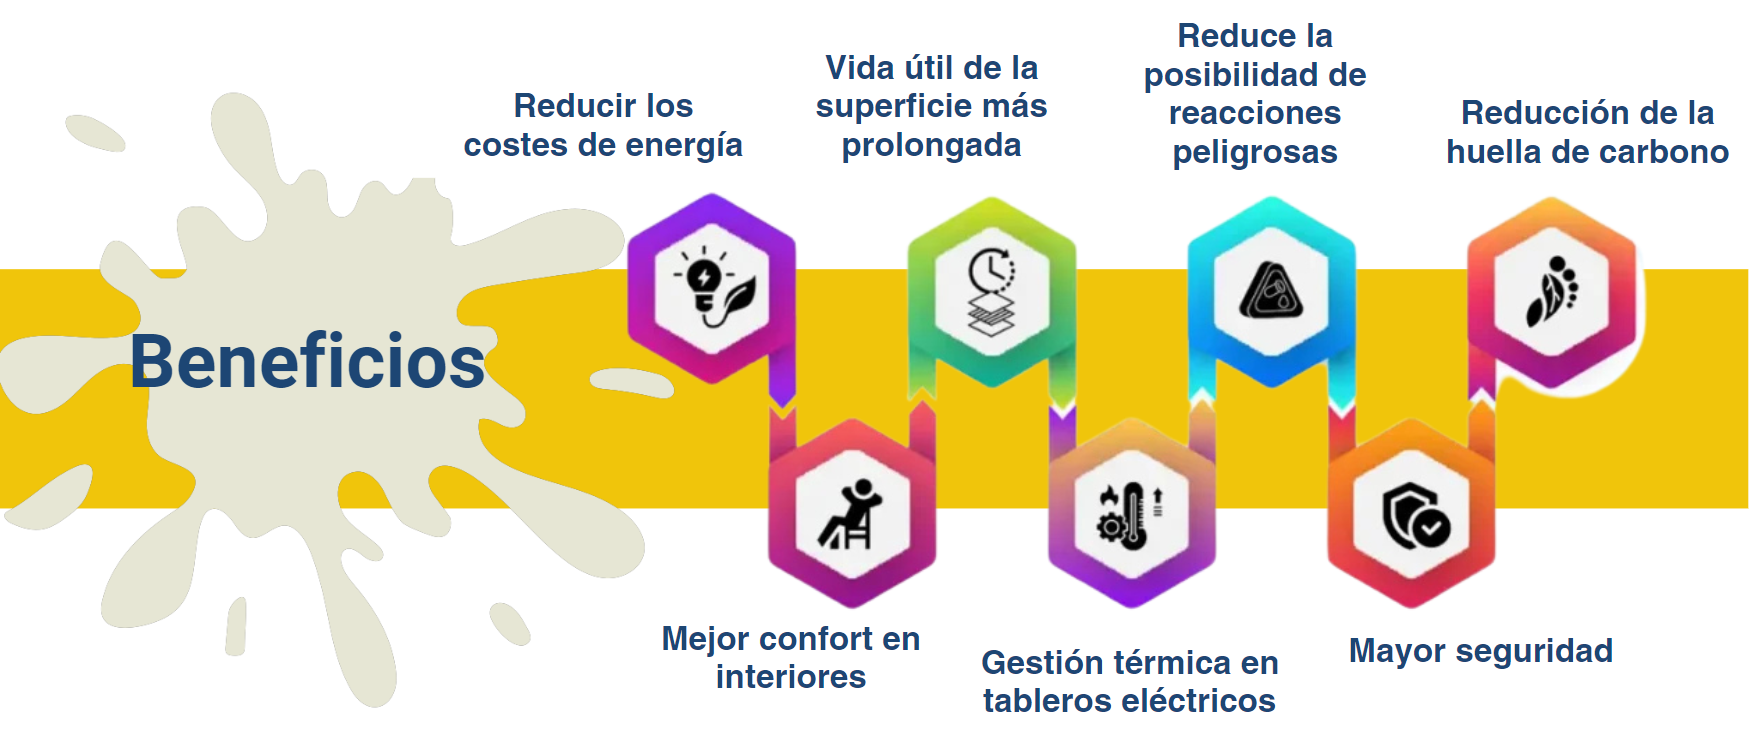 Beneficios
Reducir los
costes de energía
Mejor confort en
interiores
Vida útil de la
superficie más
prolongada
Gestión térmica en
tableros eléctricos
Reduce la
posibilidad de
reacciones
peligrosas
Mayor seguridad
Reducción de la
huella de carbono